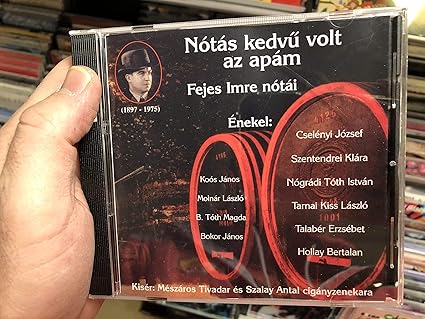 Nótás kedvű volt
az apám
Fejes Imre nótái
(1897 - 1975)
Énekel:
Koós János
Molnár László
B. Tóth Magda
Bokor János
Cselényi József
Szentendrei Klára
Nógrádi Tóth István
Tarnai Kiss László
Talabér Erzsébet
Hollay Bertalan
Kísér: Mészáros Tivadar és Szalay Antal cigányzenekara